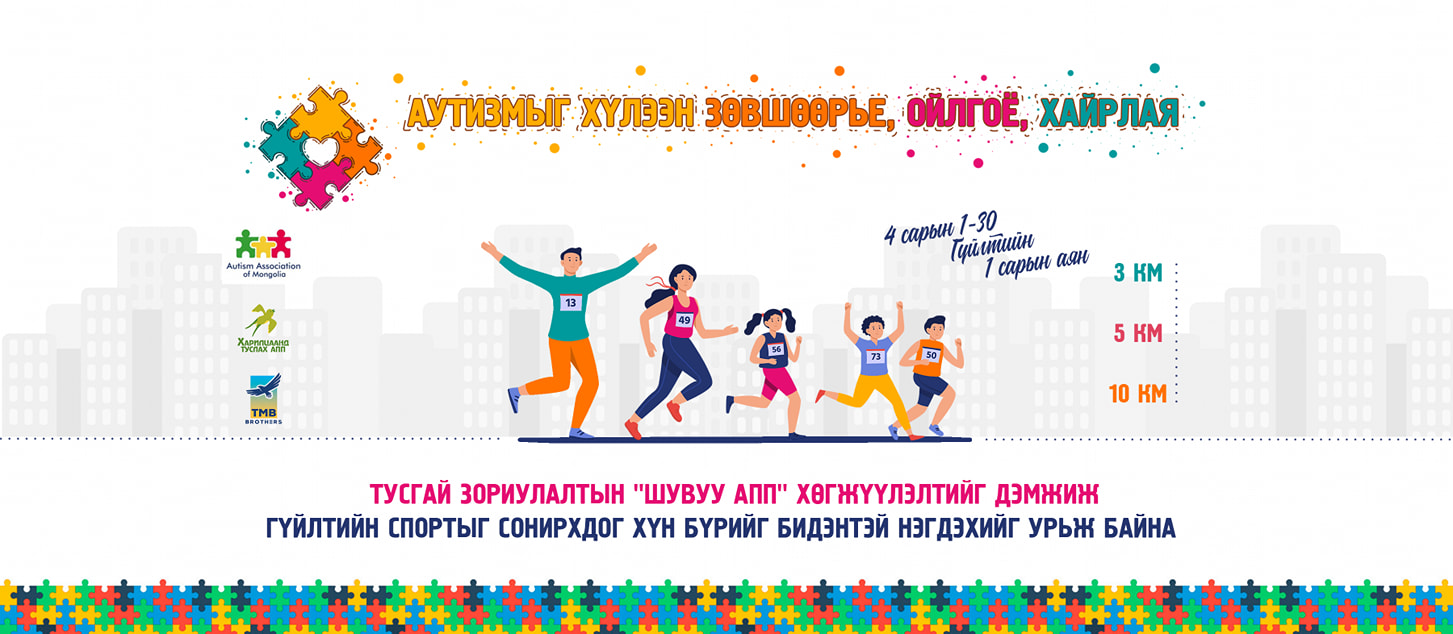 АУТИЗМЫГ ХҮЛЭЭН ЗӨВШӨӨРЬЕ, ОЙЛГОЁ, ХАЙРЛАЯ
4 сарын 1-30
Гүйлтийн
1 сарын аян
Autism Association
of Mongolia
ХАРИЛЦААНД
ТУСЛАХ АПП
TMB
BROTHERS
13
49
56
73
50
3 КМ
5 КМ
10 КМ
ТУСГАЙ ЗОРИУЛАЛТЫН "ШУВУУ АПП" ХӨГЖҮҮЛЭЛТИЙГ ДЭМЖИЖ
ГҮЙЛТИЙН СПОРТЫГ СОНИРХДОГ ХҮН БҮРИЙГ БИДЭНТЭЙ НЭГДЭХИЙГ УРЬЖ БАЙНА